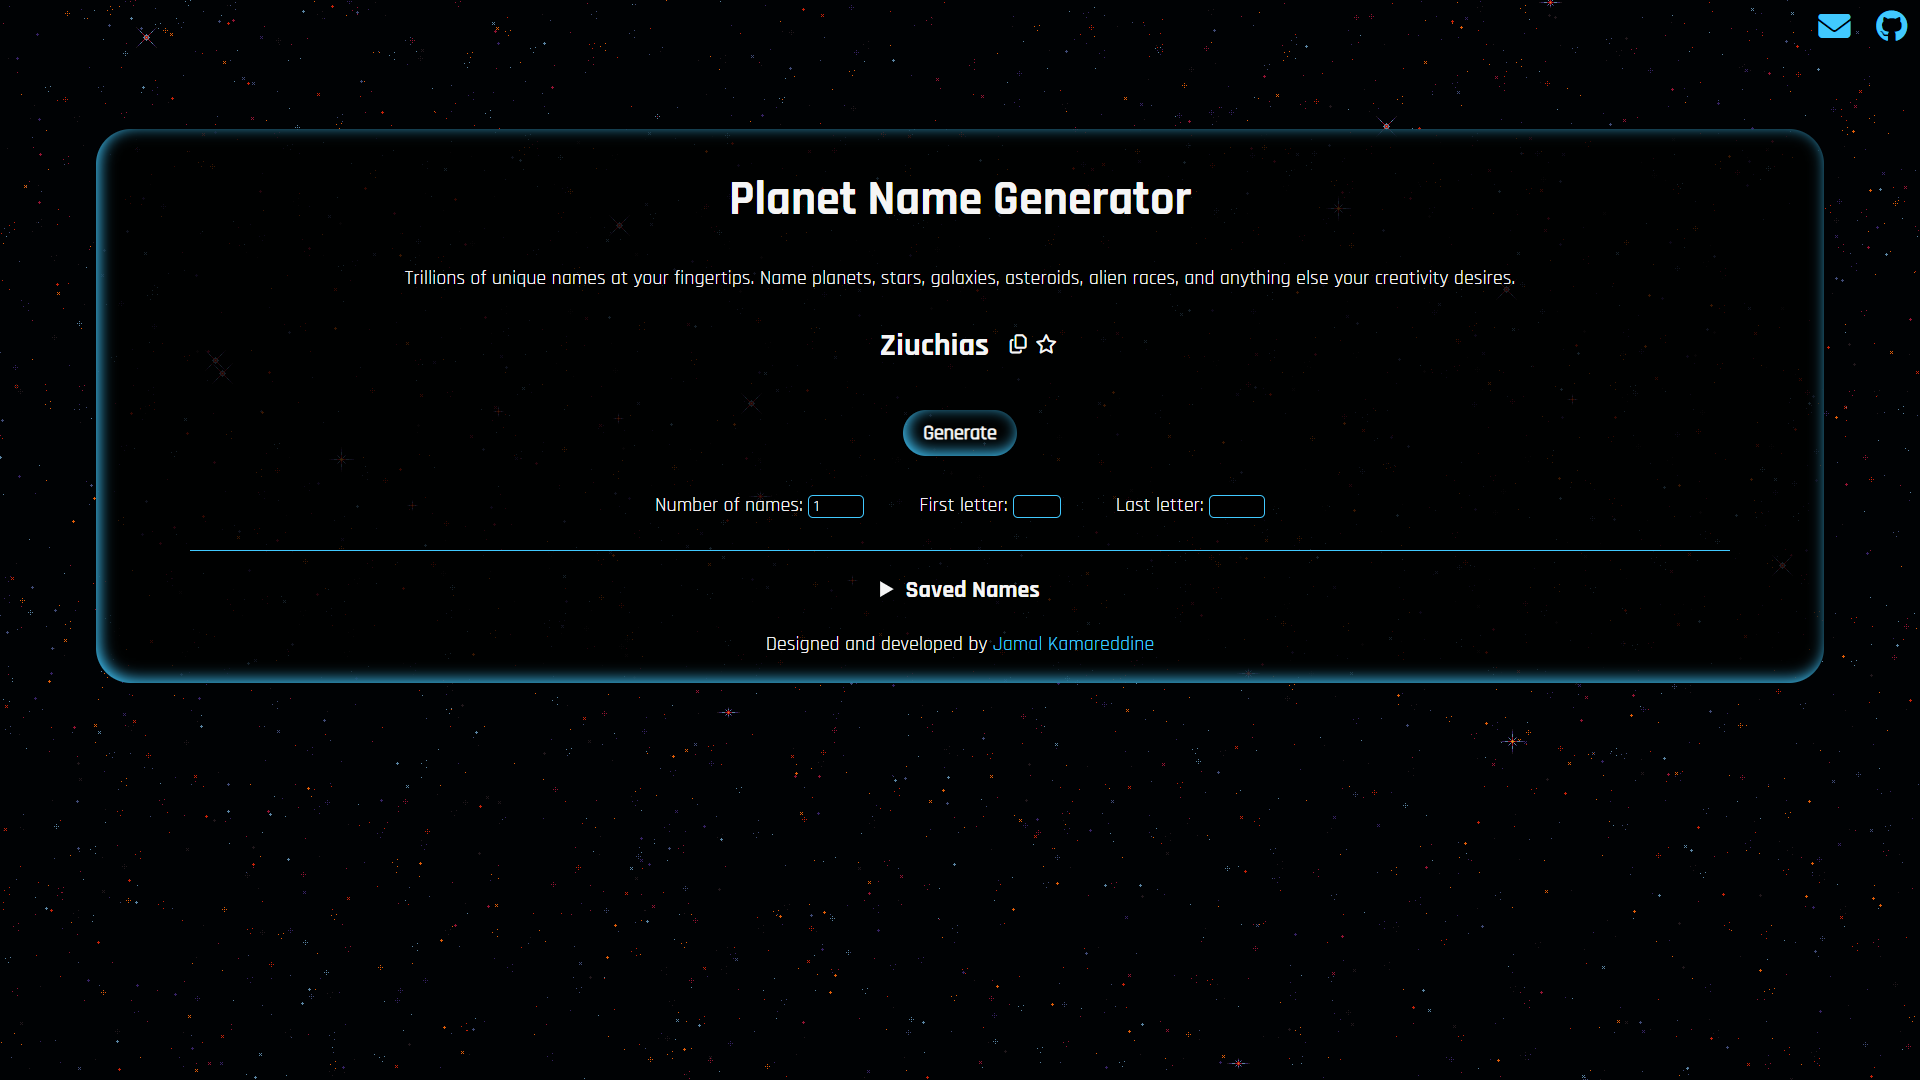 Planet Name Generator
Trillions of unique names at your fingertips. Name planets, stars, galaxies, asteroids, alien races, and anything else your creativity desires.
Ziuchias
Generate
Number of names: 1 First letter: Last letter:
Saved Names
Designed and developed by Jamal Kamareddine